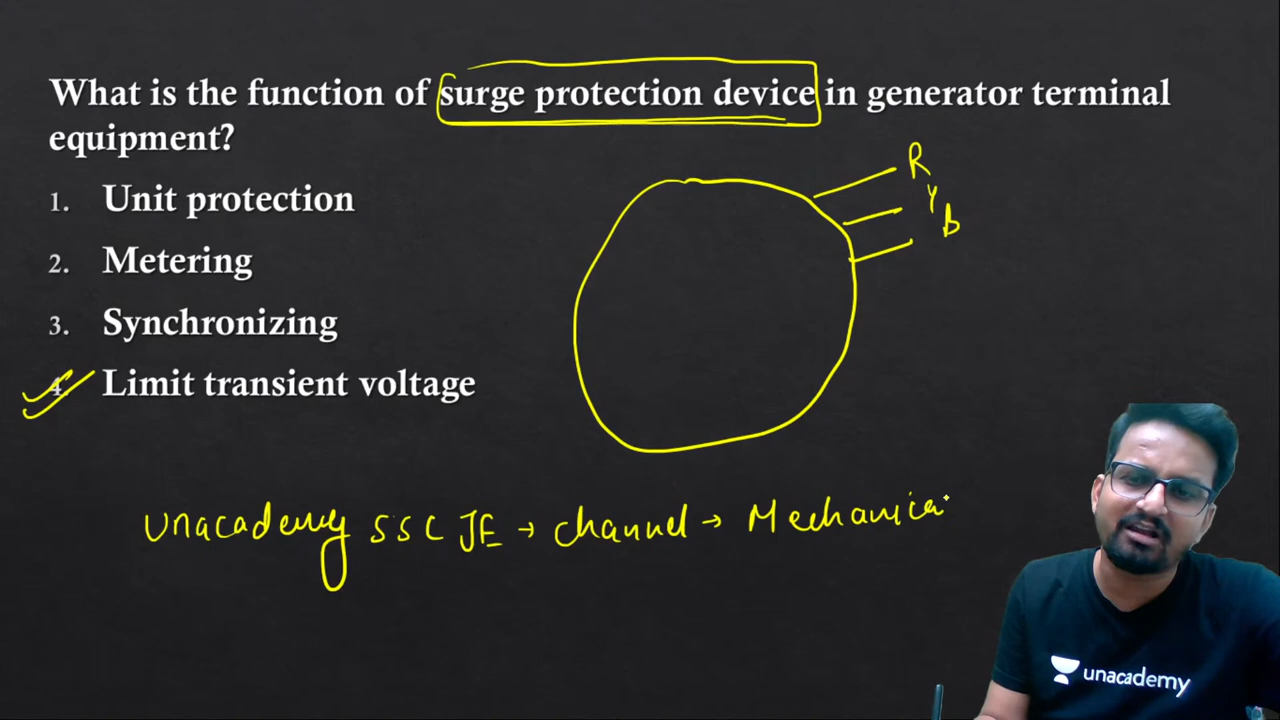 What is the function of surge protection device in generator terminal
equipment?
1. Unit protection
2. Metering
3. Synchronizing
4. Limit transient voltage
R
Y
B
Unacademy SSC JE → channel → Mechanica
unacademy